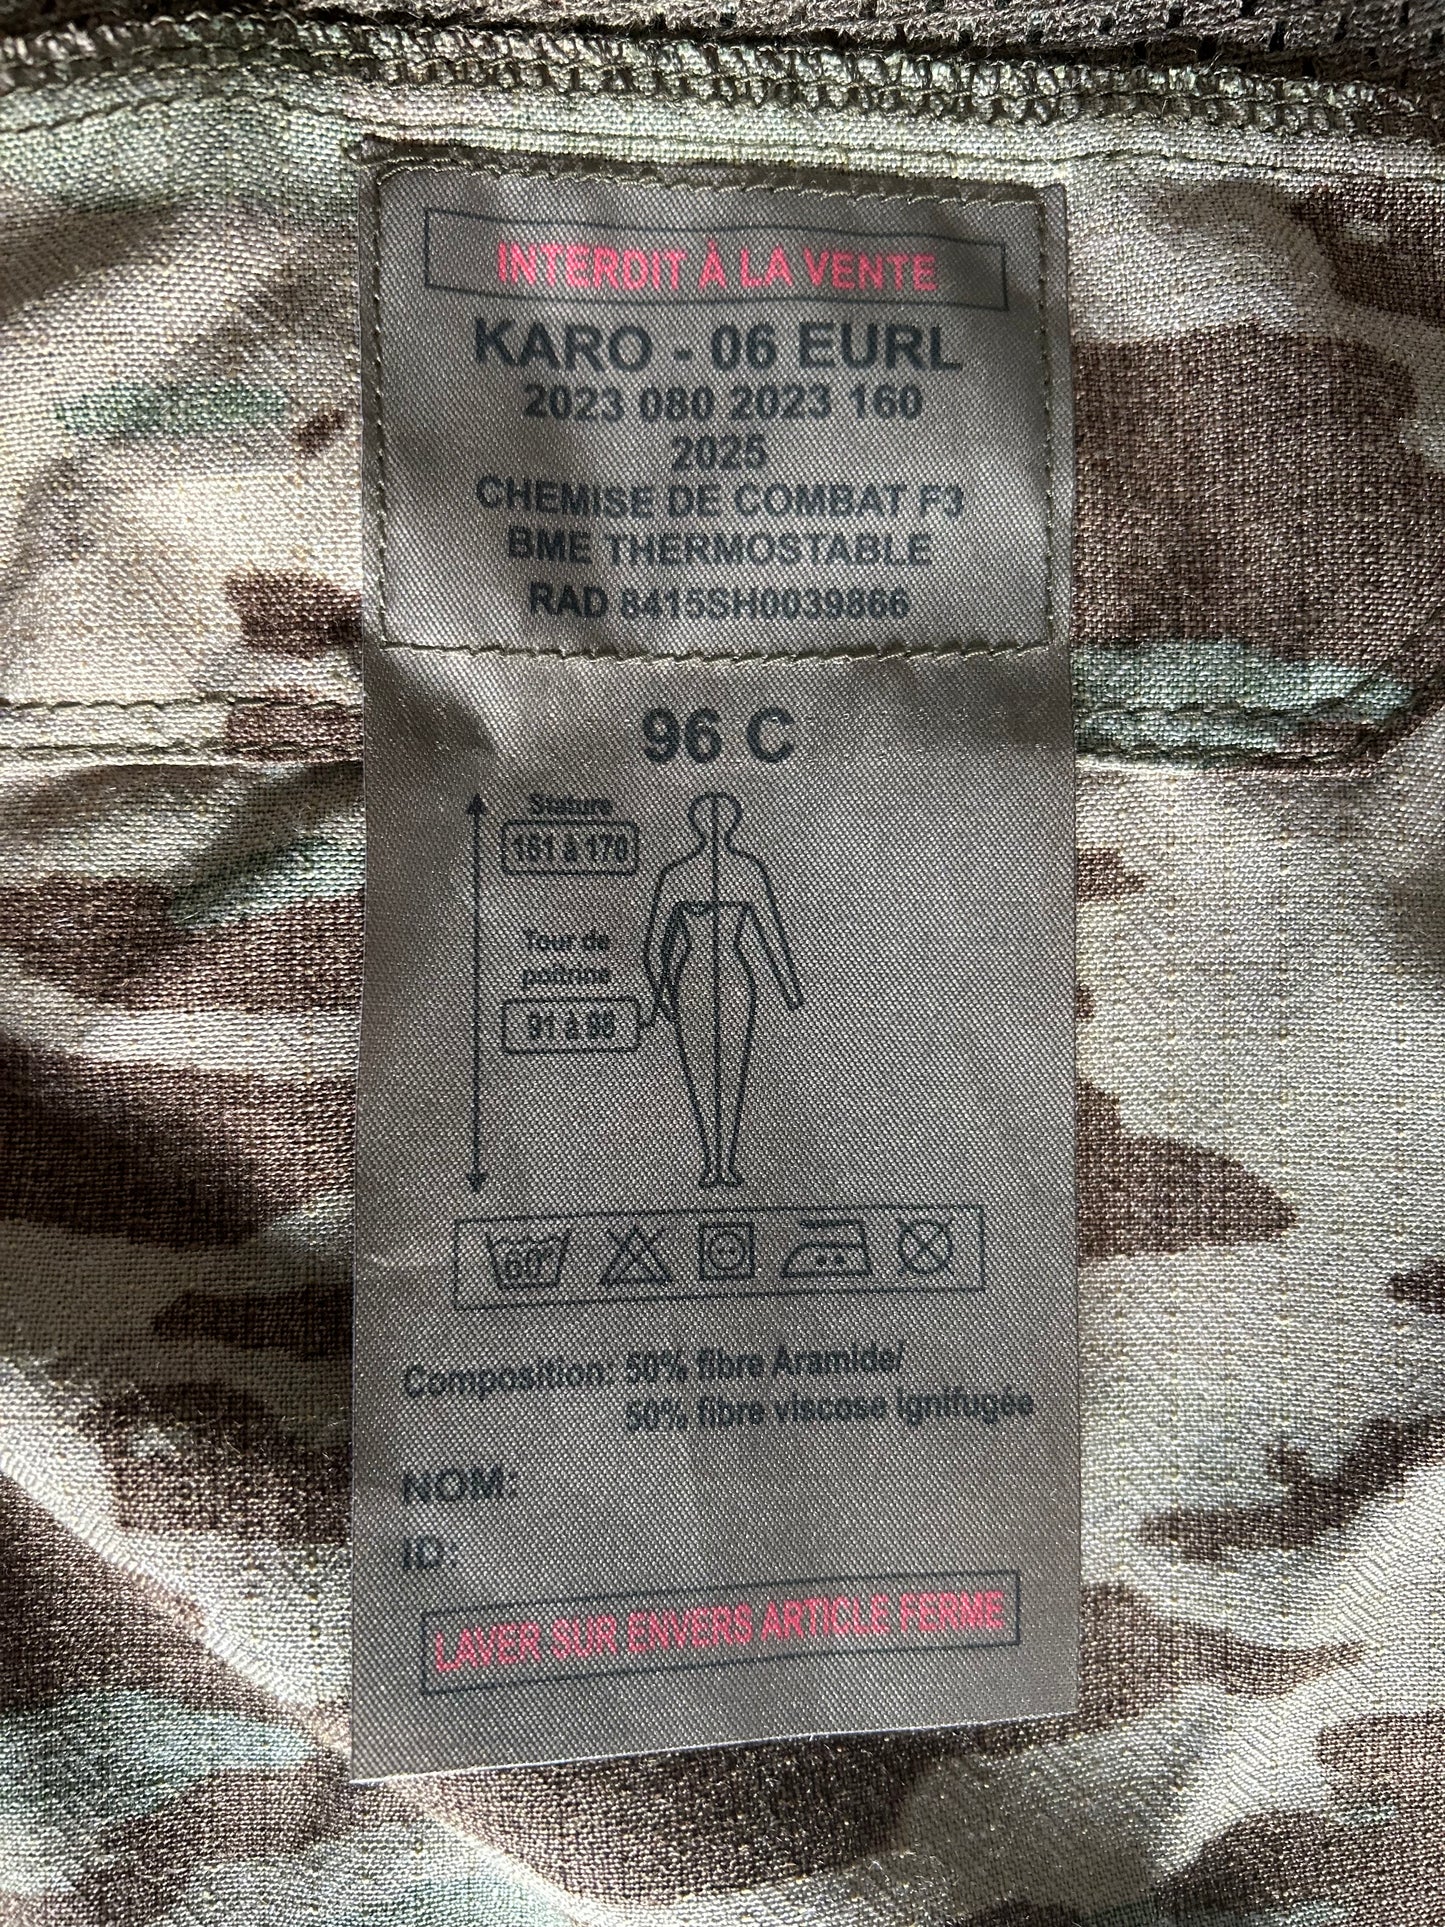 INTERDIT À LA VENTE
KARO - 06 EURL
2023 080 2023 160
2025
CHEMISE DE COMBAT F3
BME THERMOSTABLE
RAD 8415SH0039866
96 C
Stature
161 à 170
Tour de
poitrine
91 à 98
60°
Composition: 50% fibre Aramide/
50% fibre viscose ignifugée
NOM:
ID:
LAVER SUR ENVERS ARTICLE FERME